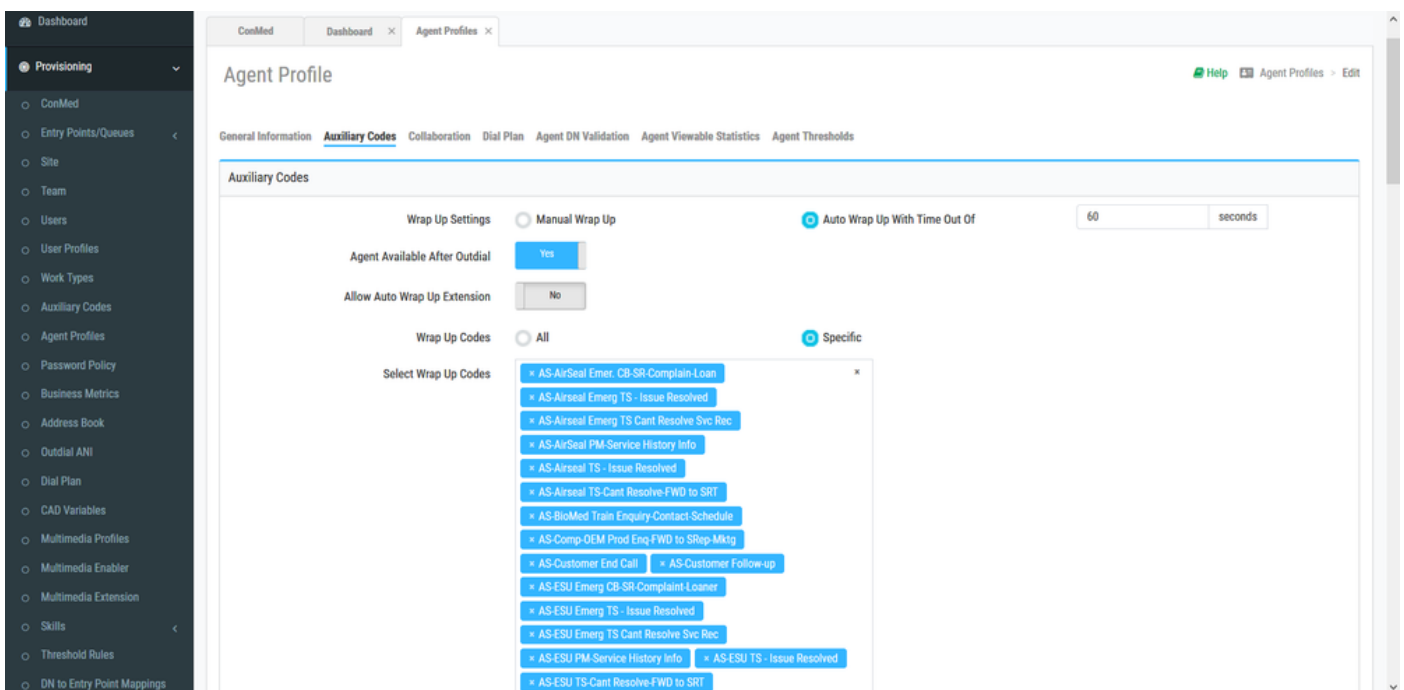 Dashboard
Provisioning
ConMed
Entry Points/Queues
Site
Team
Users
User Profiles
Work Types
Auxiliary Codes
Agent Profiles
Password Policy
Business Metrics
Address Book
Outdial ANI
Dial Plan
CAD Variables
Multimedia Profiles
Multimedia Enabler
Multimedia Extension
Skills
Threshold Rules
DN to Entry Point Mappings
ConMed Dashboard × Agent Profiles ×
Agent Profile
Help Agent Profiles > Edit
General Information Auxiliary Codes Collaboration Dial Plan Agent DN Validation Agent Viewable Statistics Agent Thresholds
Auxiliary Codes
Wrap Up Settings Manual Wrap Up Auto Wrap Up With Time Out Of 60 seconds
Agent Available After Outdial Yes
Allow Auto Wrap Up Extension No
Wrap Up Codes All Specific
Select Wrap Up Codes × AS-AirSeal Emer. CB-SR-Complain-Loan ×
× AS-Airseal Emerg TS - Issue Resolved
× AS-Airseal Emerg TS Cant Resolve Svc Rec
× AS-AirSeal PM-Service History Info
× AS-Airseal TS - Issue Resolved
× AS-Airseal TS-Cant Resolve-FWD to SRT
× AS-BioMed Train Enquiry-Contact-Schedule
× AS-Comp-OEM Prod Enq-FWD to SRep-Mktg
× AS-Customer End Call × AS-Customer Follow-up
× AS-ESU Emerg CB-SR-Complaint-Loaner
× AS-ESU Emerg TS - Issue Resolved
× AS-ESU Emerg TS Cant Resolve Svc Rec
× AS-ESU PM-Service History Info × AS-ESU TS - Issue Resolved
× AS-ESU TS-Cant Resolve-FWD to SRT